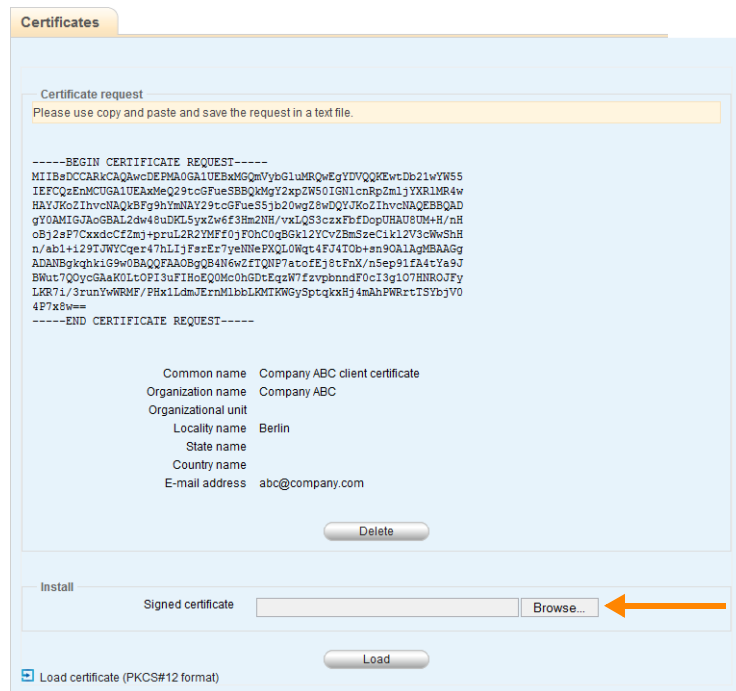 Certificates
Certificate request
Please use copy and paste and save the request in a text file.
-----BEGIN CERTIFICATE REQUEST-----
MIIBsDCCARkCAQAwcDEPMA0GA1UEBxMGQmVybGluMRQwEgYDVQQKEwtDb21wYW55
IEFCQzEnMCUGA1UEAxMeQ29tcGFueSBBQkMgY2xpZW50IGNlcnRpZmljYXRlMR4w
HAYJKoZIhvcNAQkBFg9hYmNAY29tcGFueS5jb20wgZ8wDQYJKoZIhvcNAQEBBQAD
gY0AMIGJAoGBAL2dw48uDKL5yxZw6f3Hm2NH/vxLQS3czxFbfDopUHAU8UM+H/nH
oBj2sP7CxxdcCfZmj+pruL2R2YMFf0jFOhC0qBGkl2YCvZBmSzeCikl2V3cWwShH
n/ab1+i29TJWYCqer47hLIjFsrEr7yeNNePXQL0Wqt4FJ4T0b+sn9OAlAgMBAAGg
ADANBgkqhkiG9w0BAQQFAAOBgQB4N6wZfTQNP7atofEj8tFnX/n5ep91fA4tYa9J
BWut7QOycGAaK0LtOPI3uFIHoEQ0Mc0hGDtEqzW7fzvpbnndF0cI3g1O7HNROJFy
LKR7i/3runYwWRMF/PHx1LdmJErnMlbbLKMTKWGySptqkxHj4mAhPWRrtTSYbjV0
4P7x8w==
-----END CERTIFICATE REQUEST-----
Common name Company ABC client certificate
Organization name Company ABC
Organizational unit
Locality name Berlin
State name
Country name
E-mail address abc@company.com
Delete
Install
Signed certificate Browse...
Load
Load certificate (PKCS#12 format)